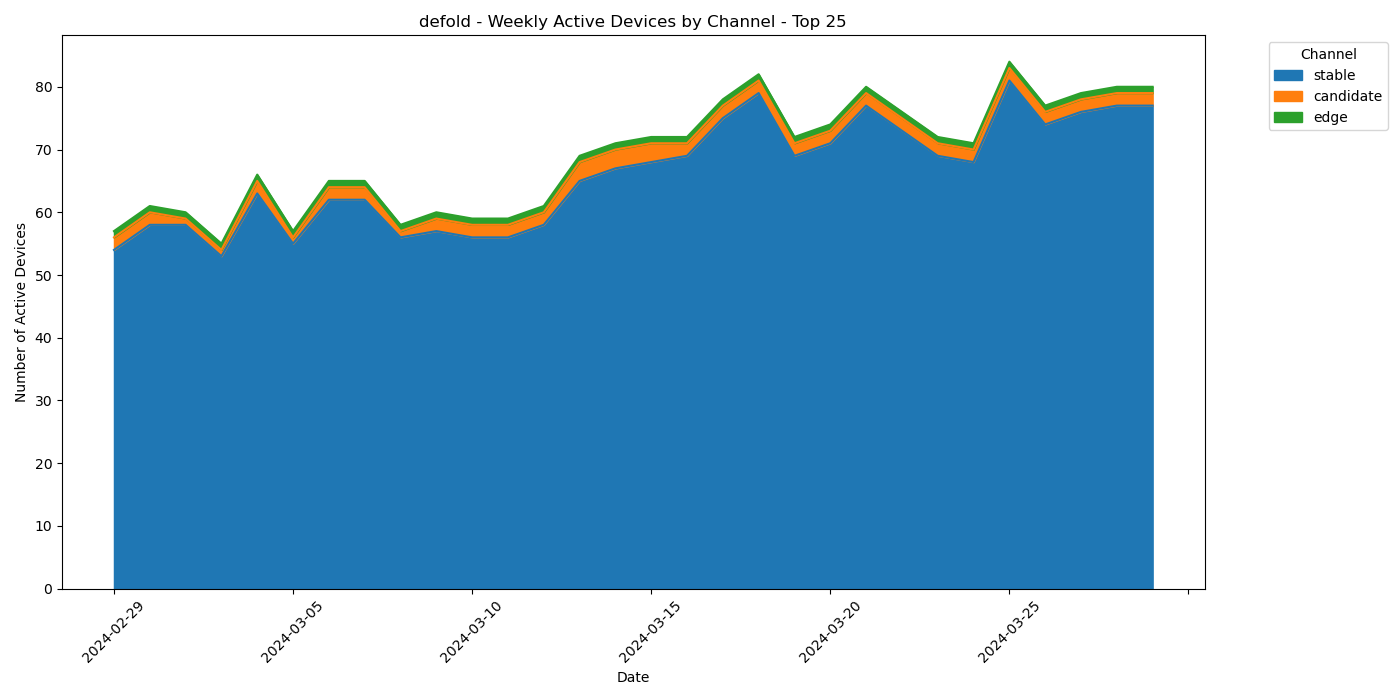 defold - Weekly Active Devices by Channel - Top 25
Number of Active Devices
80
70
60
50
40
30
20
10
0
2024-02-29
2024-03-05
2024-03-10
2024-03-15
2024-03-20
2024-03-25
Date
Channel
stable
candidate
edge